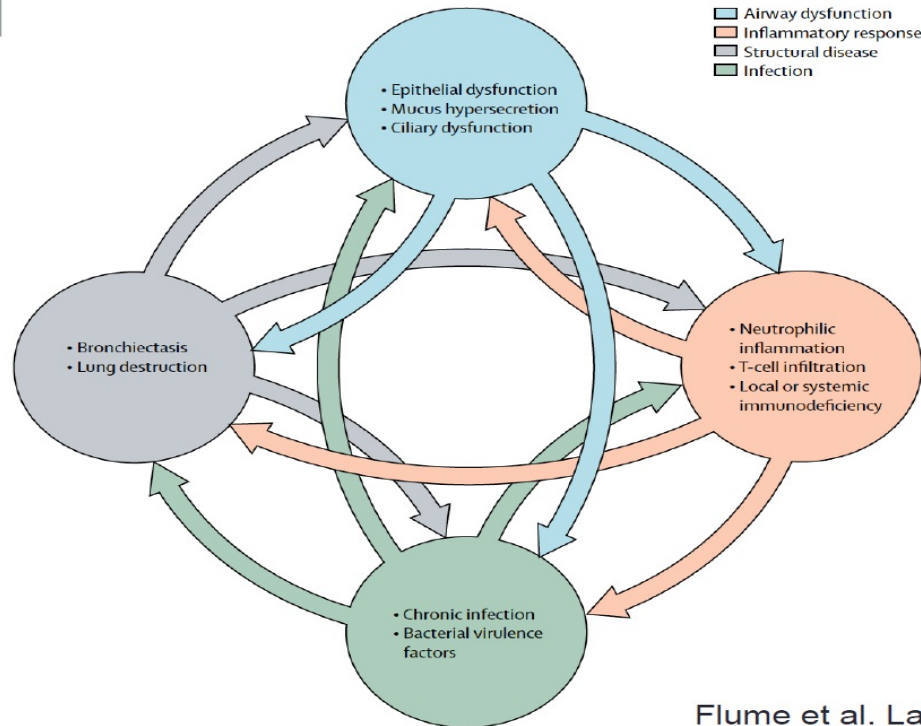 Airway dysfunction
Inflammatory response
Structural disease
Infection
• Epithelial dysfunction
• Mucus hypersecretion
• Ciliary dysfunction
• Bronchiectasis
• Lung destruction
• Neutrophilic
inflammation
• T-cell infiltration
• Local or systemic
immunodeficiency
• Chronic infection
• Bacterial virulence
factors
Flume et al. La